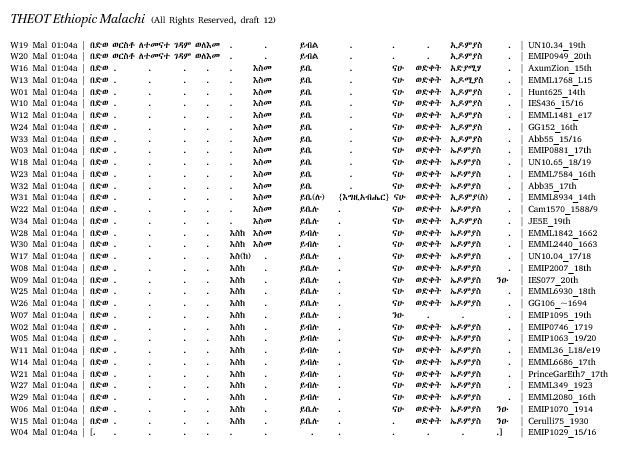 THEOT Ethiopic Malachi (All Rights Reserved, draft 12)
W19 Mal 01:04a | በድወ ወርስቶ ለተመናተ ገዳም ወለእመ . . ይብል . . . ኢዶምያስ . | UN10.34_19th
W20 Mal 01:04a | በድወ ወርስቶ ለተመናተ ገዳም ወለእመ . . ይብል . . . ኢዶምያስ . | EMIP0949_20th
W16 Mal 01:04a | በድወ . . . . . እስመ ይቤ . ናሁ ወድቀት . | AxumZion_15th
W13 Mal 01:04a | በድወ . . . . . እስመ ይቤ . ናሁ ወድቀት ኢዶሚያስ . | EMML1768_L15
W01 Mal 01:04a | በድወ . . . . . እስመ ይቤ . ናሁ ወድቀት ኢዶምያስ . | Hunt625_14th
W10 Mal 01:04a | በድወ . . . . . እስመ ይቤ . ናሁ ወድቀት ኢዶምያስ . | IES436_15/16
W12 Mal 01:04a | በድወ . . . . . እስመ ይቤ . ናሁ ወድቀት ኢዶምያስ . | EMML1481_e17
W24 Mal 01:04a | በድወ . . . . . እስመ ይቤ . ናሁ ወድቀት ኢዶምያስ . | GG152_16th
W33 Mal 01:04a | በድወ . . . . . እስመ ይቤ . ናሁ ወድቀት ኢዶምያስ . | Abb55_15/16
W03 Mal 01:04a | በድወ . . . . . እስመ ይቤ . ናሁ ወድቀት ኤዶምያስ . | EMIP0881_17th
W18 Mal 01:04a | በድወ . . . . . እስመ ይቤ . ናሁ ወድቀት ኤዶምያስ . | UN10.65_18/19
W23 Mal 01:04a | በድወ . . . . . እስመ ይቤ . ናሁ ወድቀት ኤዶምያስ . | EMML7584_16th
W32 Mal 01:04a | በድወ . . . . . እስመ ይቤ . ናሁ ወድቀት ኤዶምያስ . | Abb35_17th
W31 Mal 01:04a | በድወ . . . . . እስመ ይቤ(ሉ) {እግዚአብሔር} ናሁ ወድቀት ኢዶምያ(ስ) . | EMML8934_14th
W22 Mal 01:04a | በድወ . . . . . እስመ ይቤሉ . ናሁ ወድቀተ ኤዶምያስ . | Cam1570_1588/9
W34 Mal 01:04a | በድወ . . . . . እስመ ይቤሉ . ናሁ ወድቀት ኢዶምያስ . | JE5E_19th
W28 Mal 01:04a | በድወ . . . . እስከ እስመ ይብሉ . ናሁ ወድቀት ኤዶምያስ . | EMML1842_1662
W30 Mal 01:04a | በድወ . . . . እስከ እስመ ይብሉ . ናሁ ወድቀት ኤዶምያስ . | EMML2440_1663
W17 Mal 01:04a | በድወ . . . . እስ(ከ) . ይቤሉ . ናሁ ወድቀት ኤዶምያስ . | UN10.04_17/18
W08 Mal 01:04a | በድወ . . . . እስከ . ይቤሉ . ናሁ ወድቀት ኤዶምያስ . | EMIP2007_18th
W09 Mal 01:04a | በድወ . . . . እስከ . ይቤሉ . ናሁ ወድቀት ኤዶምያስ ንሁ | IES077_20th
W25 Mal 01:04a | በድወ . . . . እስከ . ይቤሉ . ናሁ ወድቀት ኤዶምያስ . | EMML6930_18th
W26 Mal 01:04a | በድወ . . . . እስከ . ይቤሉ . ናሁ ወድቀት ኤዶምያስ . | GG106_~1694
W07 Mal 01:04a | በድወ . . . . እስከ . ይቤሉ . ንሁ . . . | EMIP1095_19th
W02 Mal 01:04a | በድወ . . . . እስከ . ይብሉ . ናሁ ወድቀት ኤዶምያስ . | EMIP0746_1719
W05 Mal 01:04a | በድወ . . . . እስከ . ይብሉ . ናሁ ወድቀት ኤዶምያስ . | EMIP1063_19/20
W11 Mal 01:04a | በድወ . . . . እስከ . ይብሉ . ናሁ ወድቀት ኤዶምያስ . | EMML36_L18/e19
W14 Mal 01:04a | በድወ . . . . እስከ . ይብሉ . ናሁ ወድቀት ኤዶምያስ . | EMML6686_17th
W21 Mal 01:04a | በድወ . . . . እስከ . ይብሉ . ናሁ ወድቀት ኤዶምያስ . | PrinceGarEth7_17th
W27 Mal 01:04a | በድወ . . . . እስከ . ይብሉ . ናሁ ወድቀት ኤዶምያስ . | EMML349_1923
W29 Mal 01:04a | በድወ . . . . እስከ . ይብሉ . ናሁ ወድቀት ኤዶምያስ . | EMML2080_16th
W06 Mal 01:04a | በድወ . . . . እስከ . ይቤሉ . ናሁ ወድቀት ኤዶምያስ ንሁ | EMIP1070_1914
W15 Mal 01:04a | በድወ . . . . እስከ . ይቤሉ . . . . ንሁ | Cerulli75_1930
W04 Mal 01:04a | [. . . . . . . . . . . . .] | EMIP1029_15/16